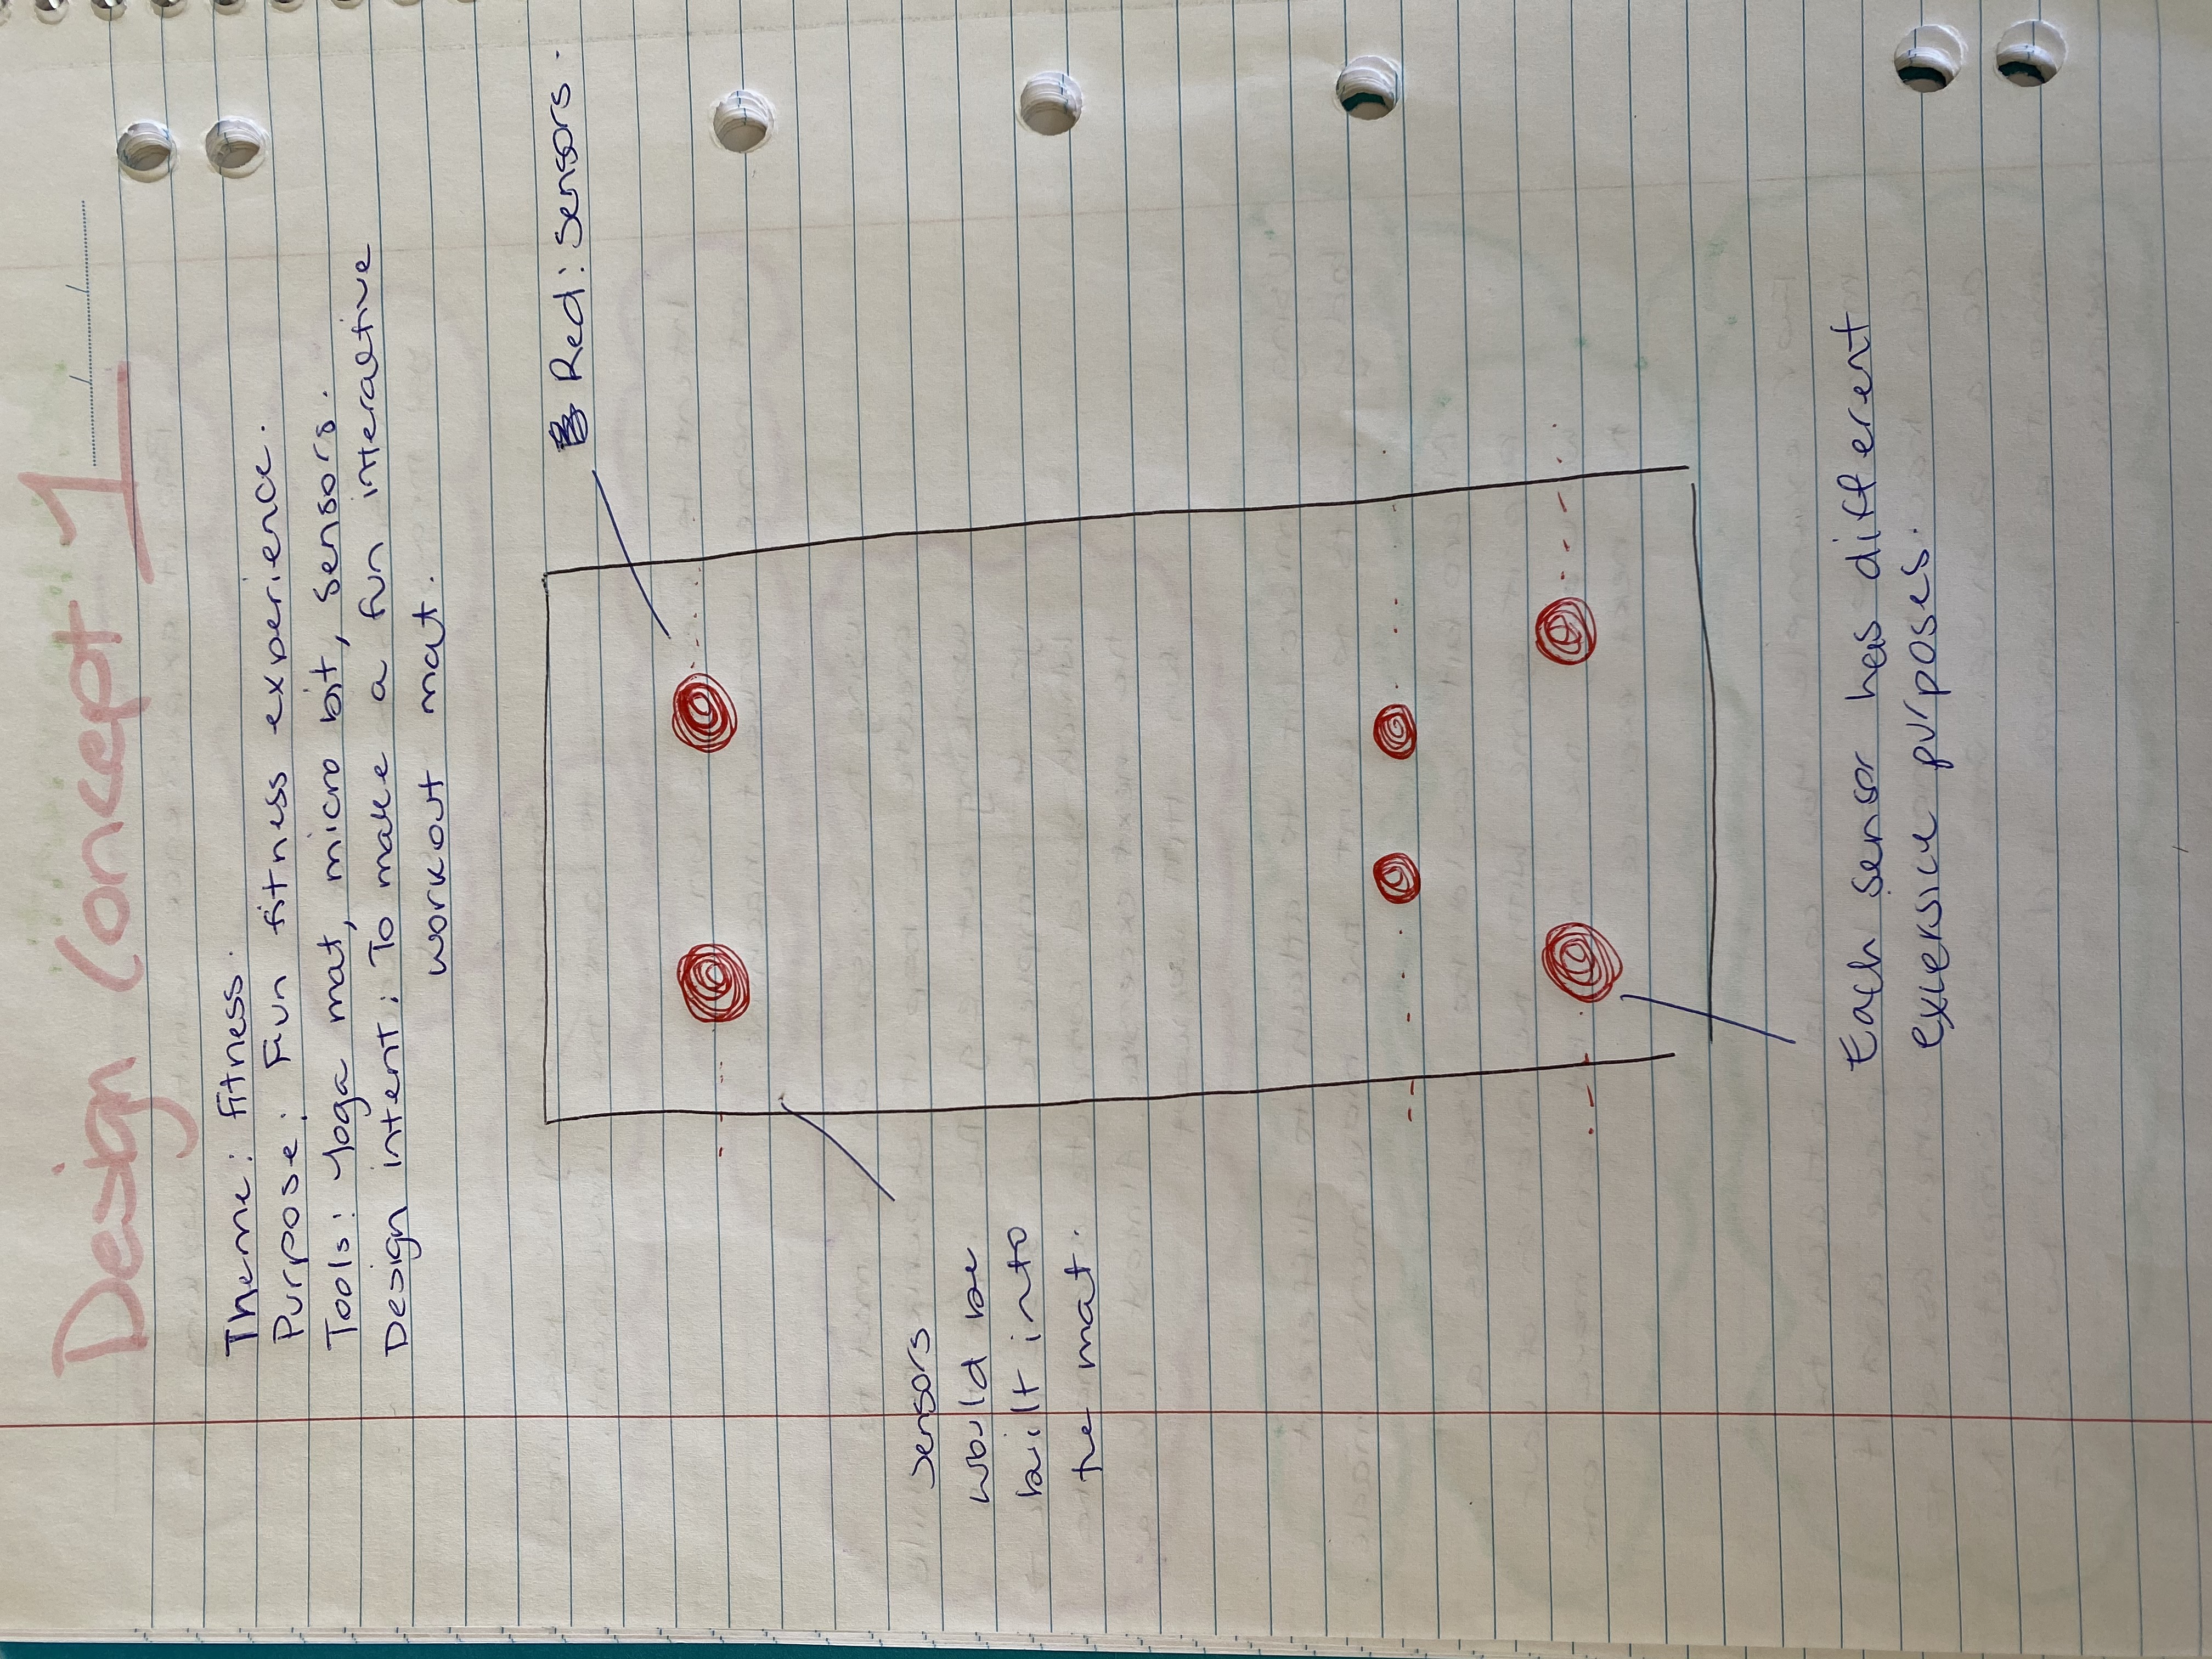 Design Concept 1
Theme: fitness.
Purpose: Fun fitness experience.
Tools: Yoga mat, micro bit, sensors.
Design intent: To make a fun interactive
workout mat.
Red: sensors.
Sensors
would be
built into
the mat.
Each sensor has different
excersice purposes.